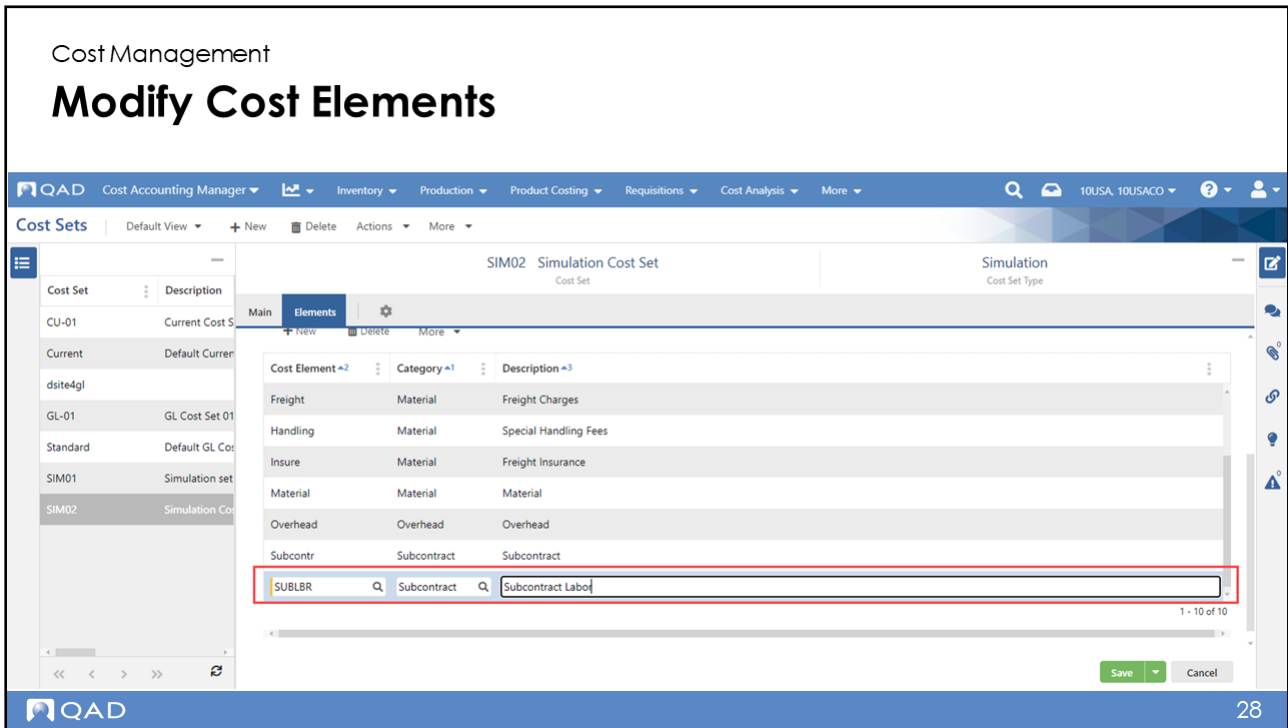 Cost Management
Modify Cost Elements
QAD Cost Accounting Manager Inventory Production Product Costing Requisitions Cost Analysis More 10USA, 10USACO
Cost Sets Default View + New Delete Actions More
SIM02 Simulation Cost Set Simulation
Cost Set Cost Set Type
Cost Set Description
Main Elements
CU-01 Current Cost S
+ New Delete More
Current Default Curren
Cost Element 2 Category 1 Description 3
dsite4gl
Freight Material Freight Charges
GL-01 GL Cost Set 01
Handling Material Special Handling Fees
Standard Default GL Cos
Insure Material Freight Insurance
SIM01 Simulation set
Material Material Material
SIM02 Simulation Cos
Overhead Overhead Overhead
Subcontr Subcontract Subcontract
SUBLBR Subcontract Subcontract Labor
1 - 10 of 10
Save Cancel
QAD 28